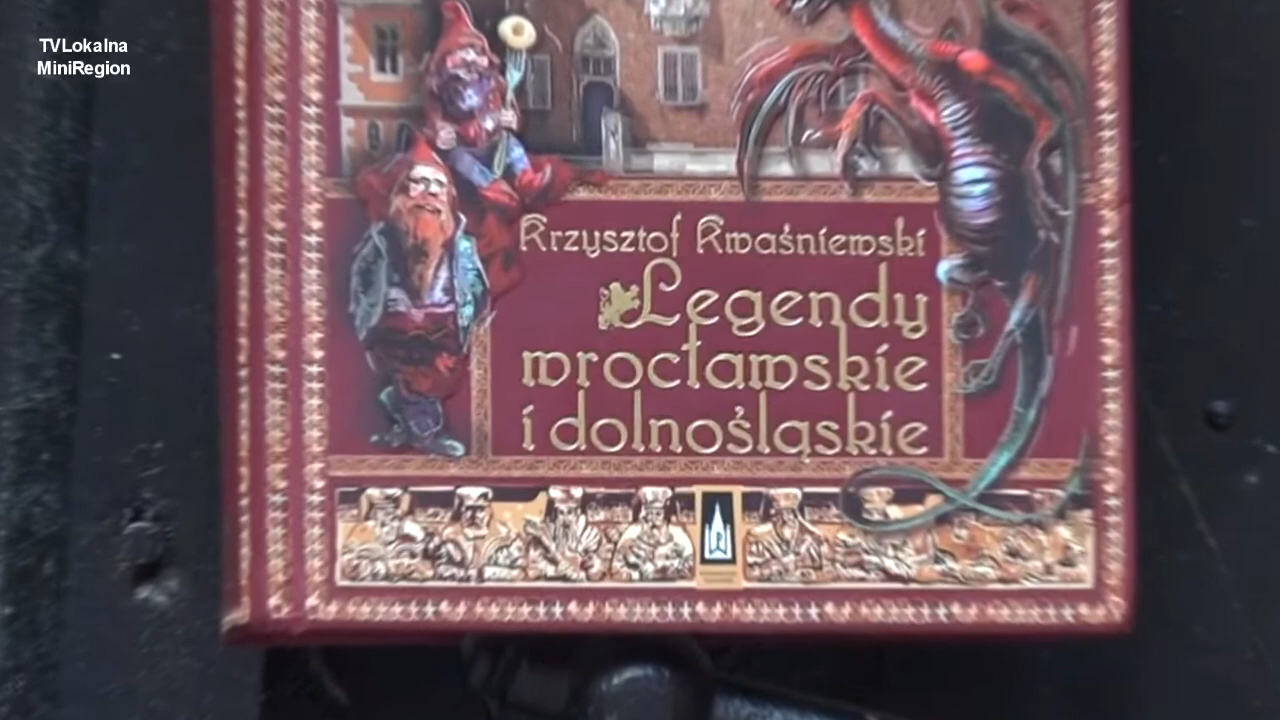 TVLokalna
MiniRegion
Krzysztof Kwaśniewski
Legendy
wrocławskie
i dolnośląskie